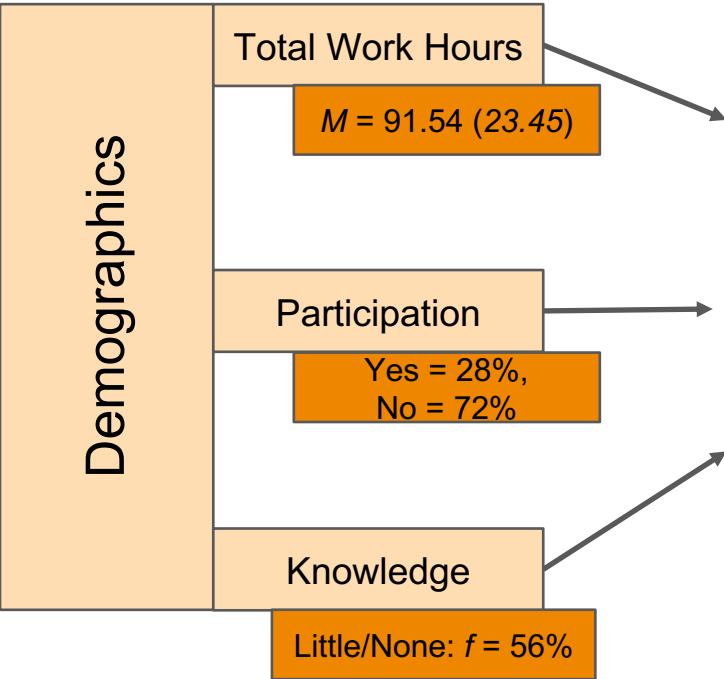 Demographics
Total Work Hours
M = 91.54 (23.45)
Participation
Yes = 28%,
No = 72%
Knowledge
Little/None: f = 56%